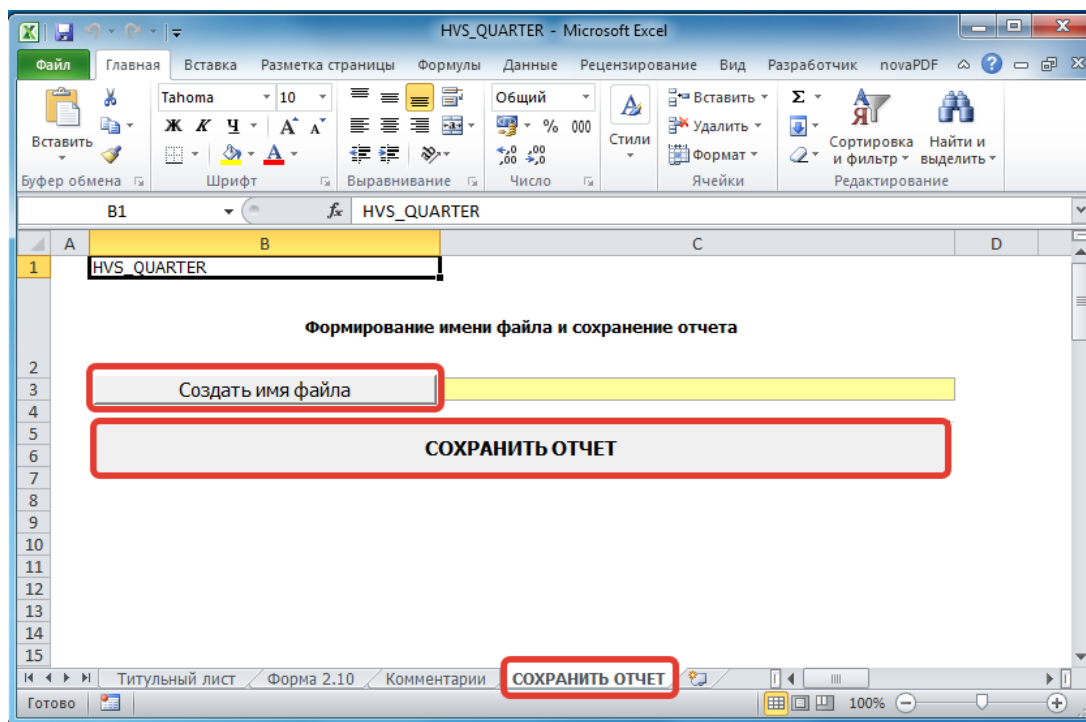 HVS_QUARTER - Microsoft Excel
Файл Главная Вставка Разметка страницы Формулы Данные Рецензирование Вид Разработчик novaPDF
Вставить
Буфер обмена
Tahoma 10
Ж К Ч
Шрифт
Выравнивание
Общий
% 000
Число
Стили
Вставить
Удалить
Формат
Ячейки
Сортировка и фильтр
Найти и выделить
Редактирование
B1 fx HVS_QUARTER
A B C D
1 HVS_QUARTER
Формирование имени файла и сохранение отчета
2
3 Создать имя файла
4
5
СОХРАНИТЬ ОТЧЕТ
6
7
8
9
10
11
12
13
14
15
Титульный лист Форма 2.10 Комментарии СОХРАНИТЬ ОТЧЕТ
Готово 100%